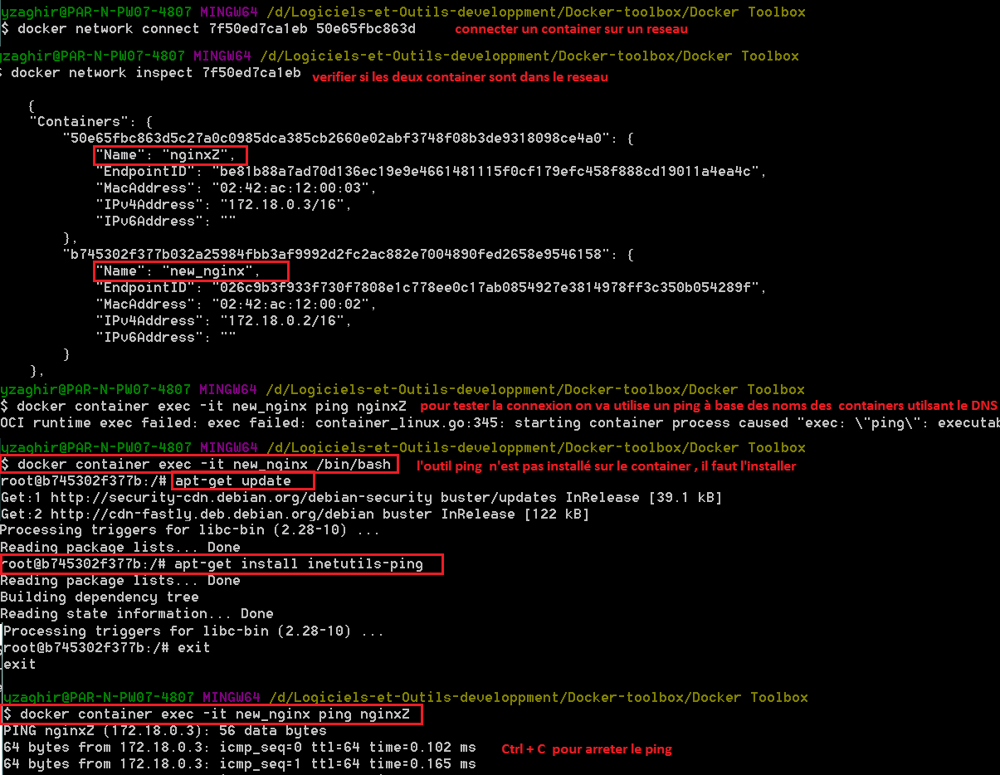 yzaghir@PAR-N-PW07-4807 MINGW64 /d/Logiciels-et-Outils-developpment/Docker-toolbox/Docker Toolbox
$ docker network connect 7f50ed7ca1eb 50e65fbc863d connecter un container sur un reseau
yzaghir@PAR-N-PW07-4807 MINGW64 /d/Logiciels-et-Outils-developpment/Docker-toolbox/Docker Toolbox
$ docker network inspect 7f50ed7ca1eb verifier si les deux container sont dans le reseau
{
"Containers": {
"50e65fbc863d5c27a0c0985dca385cb2660e02abf3748f08b3de9318098ce4a0": {
"Name": "nginxZ",
"EndpointID": "be81b88a7ad70d136ec19e9e4661481115f0cf179efc458f888cd19011a4ea4c",
"MacAddress": "02:42:ac:12:00:03",
"IPv4Address": "172.18.0.3/16",
"IPv6Address": ""
},
"b745302f377b032a25984fbb3af9992d2fc2ac882e7004890fed2658e9546158": {
"Name": "new_nginx",
"EndpointID": "026c9b3f933f730f7808e1c778ee0c17ab0854927e3814978ff3c350b054289f",
"MacAddress": "02:42:ac:12:00:02",
"IPv4Address": "172.18.0.2/16",
"IPv6Address": ""
}
},
yzaghir@PAR-N-PW07-4807 MINGW64 /d/Logiciels-et-Outils-developpment/Docker-toolbox/Docker Toolbox
$ docker container exec -it new_nginx ping nginxZ pour tester la connexion on va utilise un ping à base des noms des containers utilsant le DNS
OCI runtime exec failed: exec failed: container_linux.go:345: starting container process caused "exec: \"ping\": executab
yzaghir@PAR-N-PW07-4807 MINGW64 /d/Logiciels-et-Outils-developpment/Docker-toolbox/Docker Toolbox
$ docker container exec -it new_nginx /bin/bash l'outil ping n'est pas installé sur le container , il faut l'installer
root@b745302f377b:/# apt-get update
Get:1 http://security-cdn.debian.org/debian-security buster/updates InRelease [39.1 kB]
Get:2 http://cdn-fastly.deb.debian.org/debian buster InRelease [122 kB]
Processing triggers for libc-bin (2.28-10) ...
Reading package lists... Done
root@b745302f377b:/# apt-get install inetutils-ping
Reading package lists... Done
Building dependency tree
Reading state information... Done
Processing triggers for libc-bin (2.28-10) ...
root@b745302f377b:/# exit
exit
yzaghir@PAR-N-PW07-4807 MINGW64 /d/Logiciels-et-Outils-developpment/Docker-toolbox/Docker Toolbox
$ docker container exec -it new_nginx ping nginxZ
PING nginxZ (172.18.0.3): 56 data bytes
64 bytes from 172.18.0.3: icmp_seq=0 ttl=64 time=0.102 ms Ctrl + C pour arreter le ping
64 bytes from 172.18.0.3: icmp_seq=1 ttl=64 time=0.165 ms